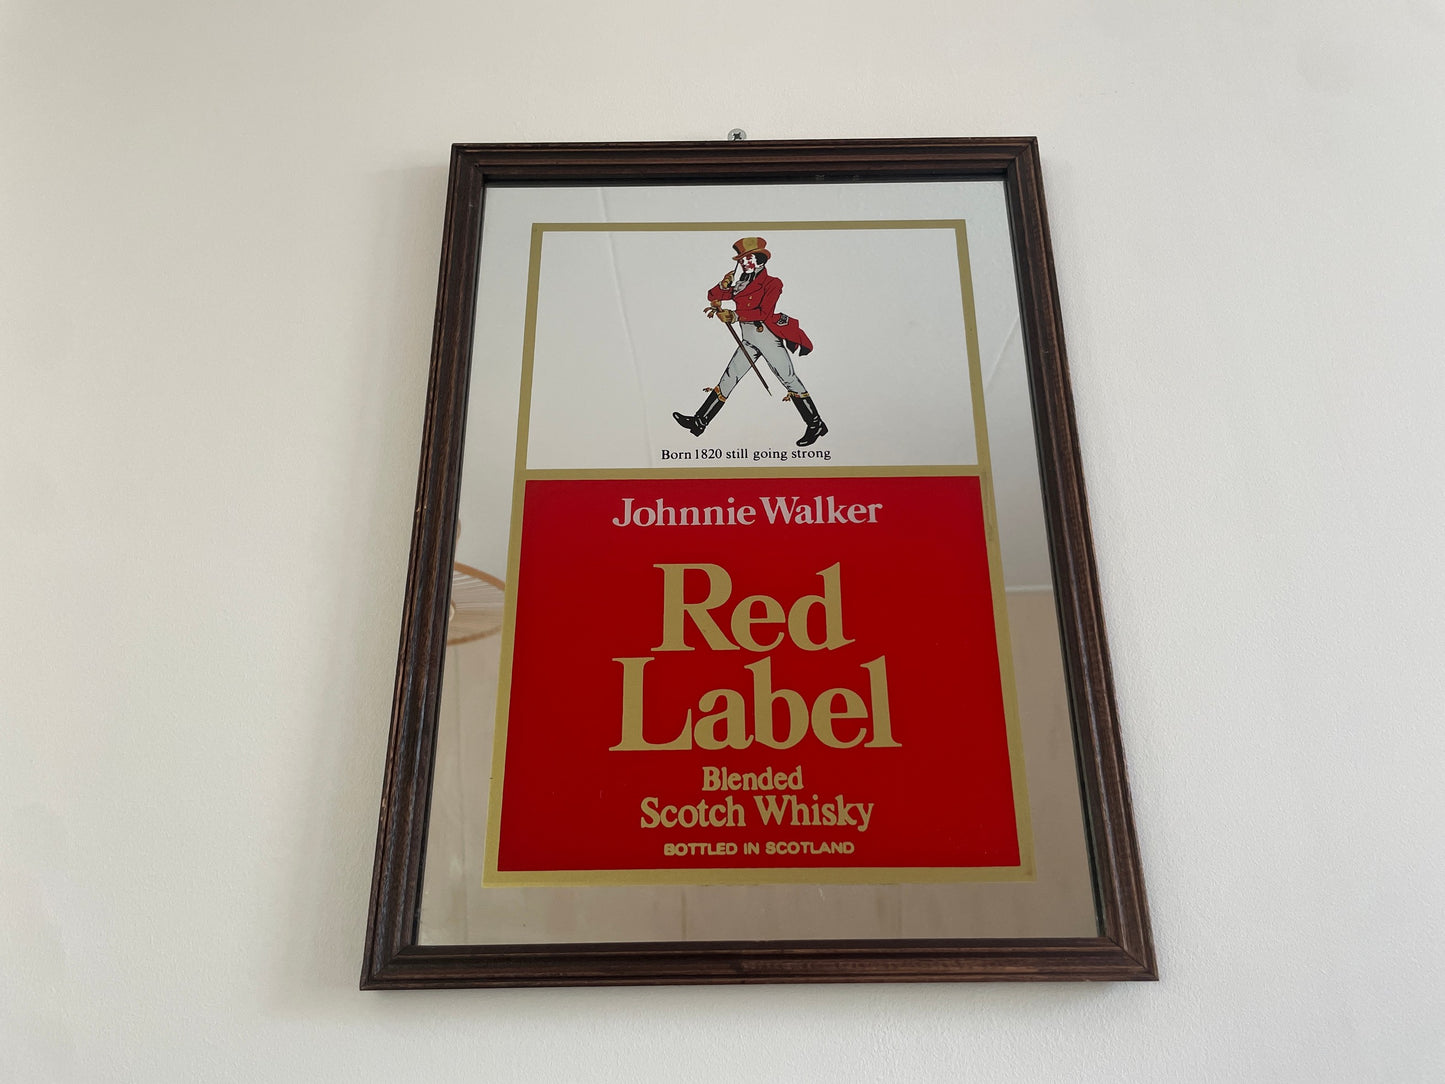 Born 1820 still going strong
Johnnie Walker
Red
Label
Blended
Scotch Whisky
BOTTLED IN SCOTLAND